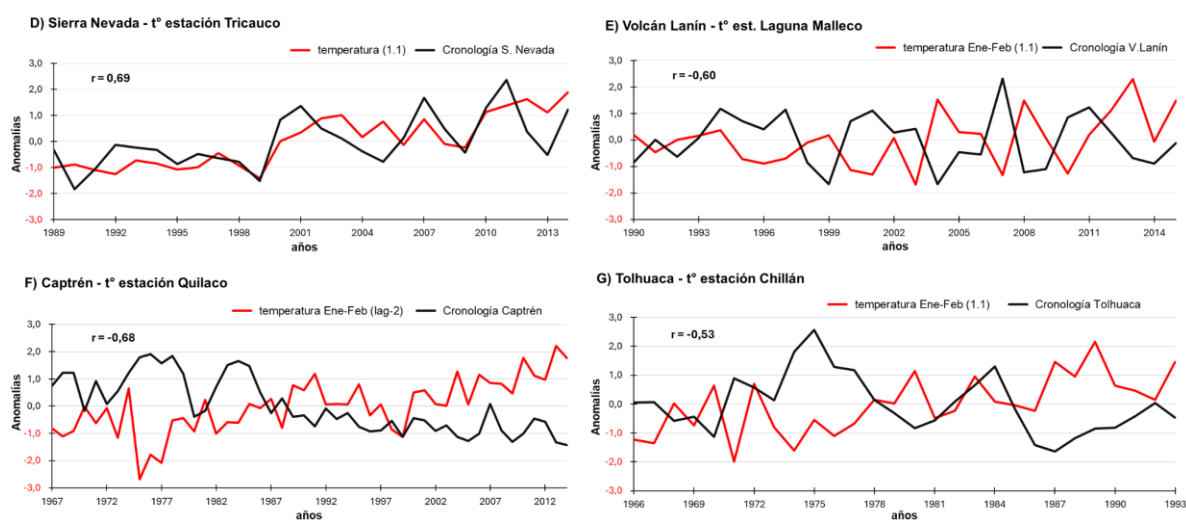 D) Sierra Nevada - t° estación Tricauco
temperatura (1.1) Cronología S. Nevada
r = 0,69
Anomalías
3,0
2,0
1,0
0,0
-1,0
-2,0
-3,0
1989 1992 1995 1998 2001 2004 2007 2010 2013
años
E) Volcán Lanín - t° est. Laguna Malleco
temperatura Ene-Feb (1.1) Cronología V.Lanín
r = -0,60
Anomalías
3,0
2,0
1,0
0,0
-1,0
-2,0
-3,0
1990 1993 1996 1999 2002 2005 2008 2011 2014
años
F) Captrén - t° estación Quilaco
temperatura Ene-Feb (lag-2) Cronología Captrén
r = -0,68
Anomalías
3,0
2,0
1,0
0,0
-1,0
-2,0
-3,0
1967 1972 1977 1982 1987 1992 1997 2002 2007 2012
años
G) Tolhuaca - t° estación Chillán
temperatura Ene-Feb (1.1) Cronología Tolhuaca
r = -0,53
Anomalías
3,0
2,0
1,0
0,0
-1,0
-2,0
-3,0
1966 1969 1972 1975 1978 1981 1984 1987 1990 1993
años